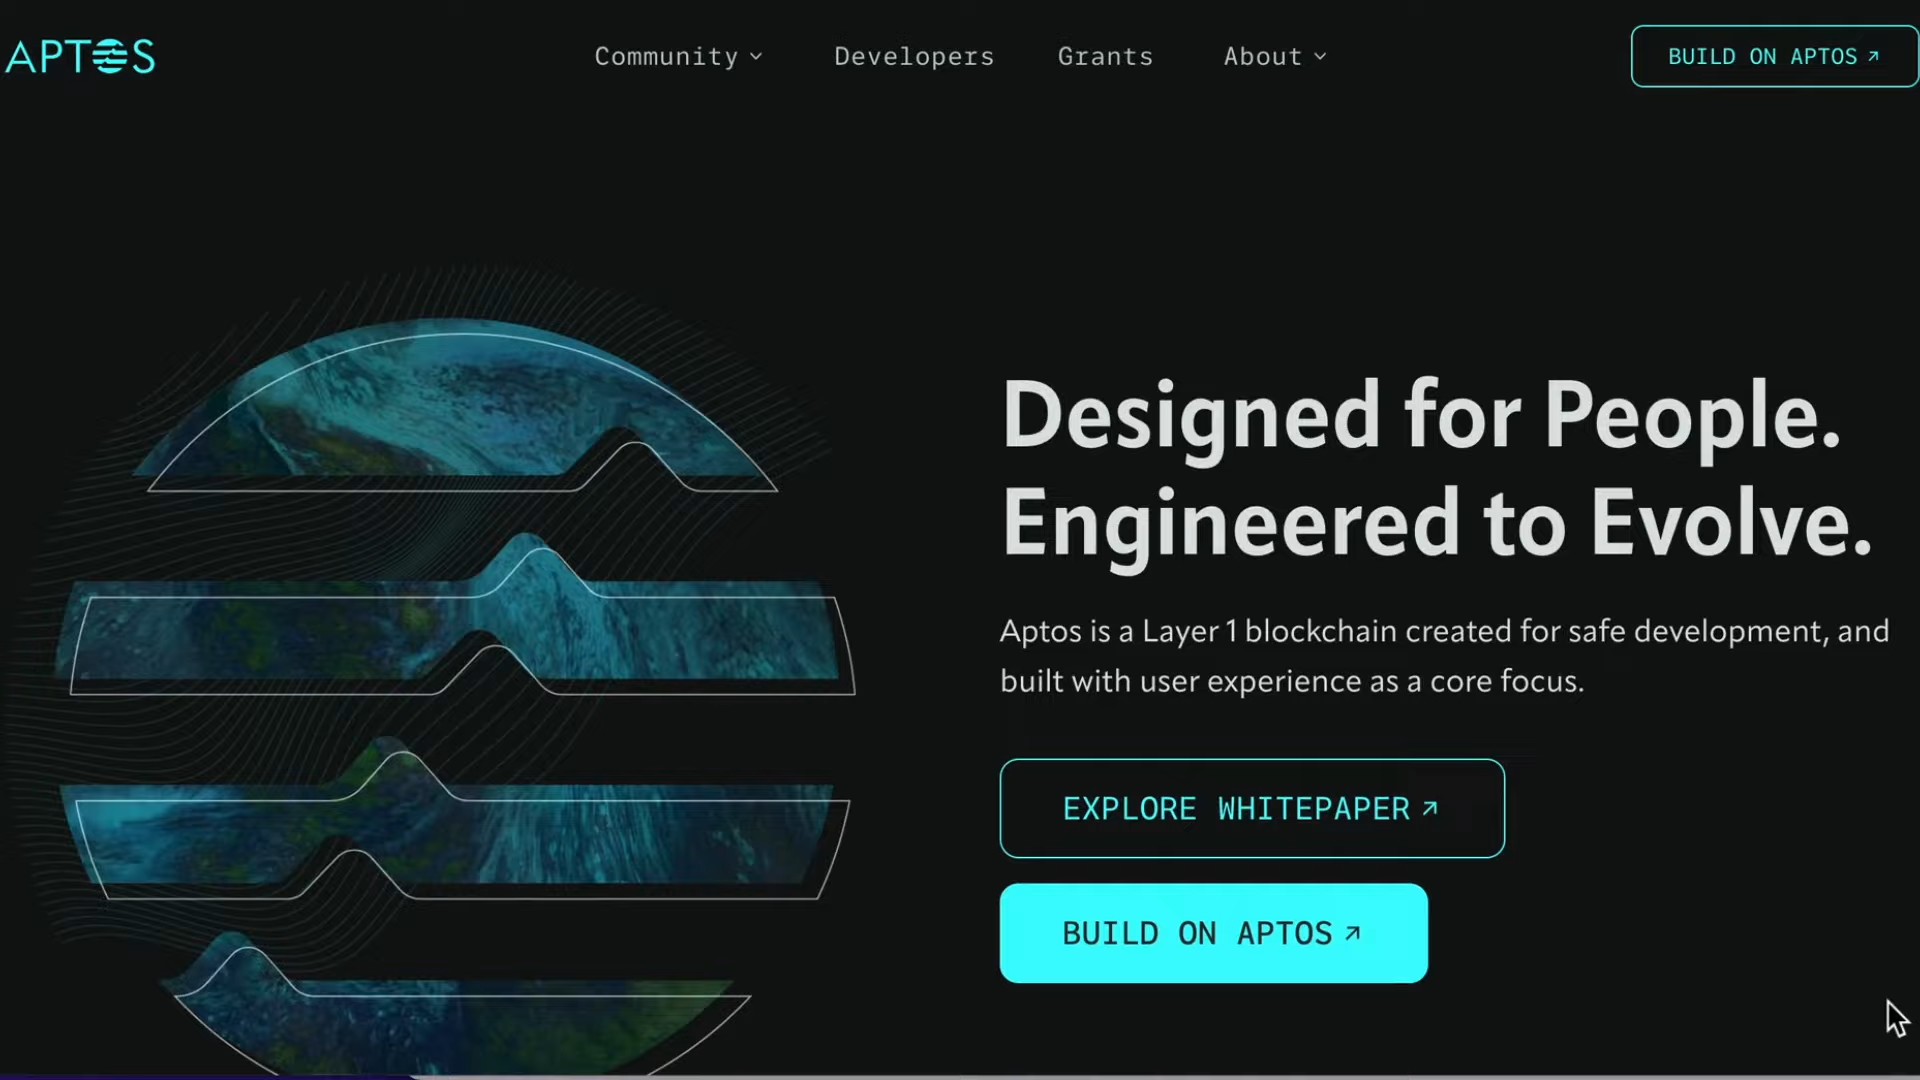 APTOS
Community
Developers
Grants
About
BUILD ON APTOS
Designed for People.
Engineered to Evolve.
Aptos is a Layer 1 blockchain created for safe development, and
built with user experience as a core focus.
EXPLORE WHITEPAPER
BUILD ON APTOS